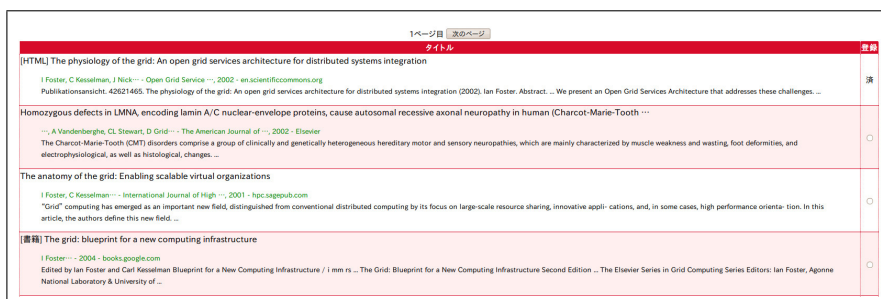 1ページ目 次のページ
タイトル 登録
[HTML] The physiology of the grid: An open grid services architecture for distributed systems integration
I Foster, C Kesselman, J Nick… - Open Grid Service …, 2002 - en.scientificcommons.org
済
Publikationsansicht. 42621465. The physiology of the grid: An open grid services architecture for distributed systems integration (2002). Ian Foster. Abstract. ... We present an Open Grid Services Architecture that addresses these challenges. ...
Homozygous defects in LMNA, encoding lamin A/C nuclear-envelope proteins, cause autosomal recessive axonal neuropathy in human (Charcot-Marie-Tooth …
…, A Vandenberghe, CL Stewart, D Grid… - The American Journal of …, 2002 - Elsevier
The Charcot-Marie-Tooth (CMT) disorders comprise a group of clinically and genetically heterogeneous hereditary motor and sensory neuropathies, which are mainly characterized by muscle weakness and wasting, foot deformities, and
electrophysiological, as well as histological, changes. ...
The anatomy of the grid: Enabling scalable virtual organizations
I Foster, C Kesselman… - International Journal of High …, 2001 - hpc.sagepub.com
"Grid" computing has emerged as an important new field, distinguished from conventional distributed computing by its focus on large-scale resource sharing, innovative appli- cations, and, in some cases, high performance orienta- tion. In this
article, the authors define this new field. ...
[書籍] The grid: blueprint for a new computing infrastructure
I Foster… - 2004 - books.google.com
Edited by Ian Foster and Carl Kesselman Blueprint for a New Computing Infrastructure / i mm rs ... The Grid: Blueprint for a New Computing Infrastructure Second Edition ... The Elsevier Series in Grid Computing Series Editors: Ian Foster, Agonne
National Laboratory & University of ...